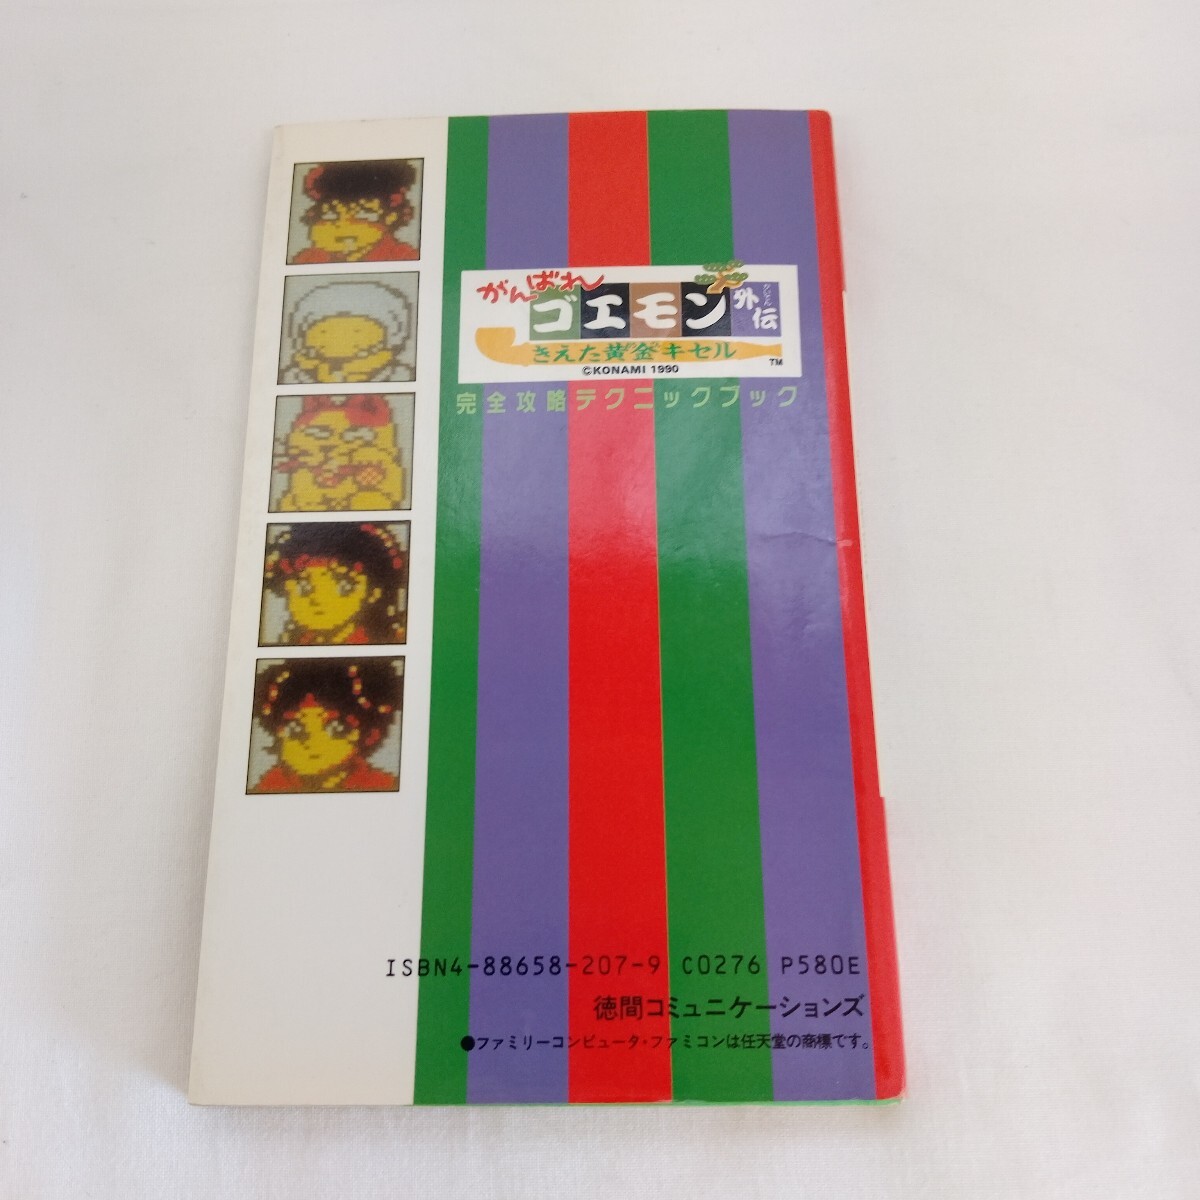 がんばれ
ゴエモン
外伝
がいでん
きえた黄金キセル
TM
©KONAMI 1990
完全攻略テクニックブック
ISBN4-88658-207-9 C0276 P580E
徳間コミュニケーションズ
●ファミリーコンピュータ・ファミコンは任天堂の商標です。